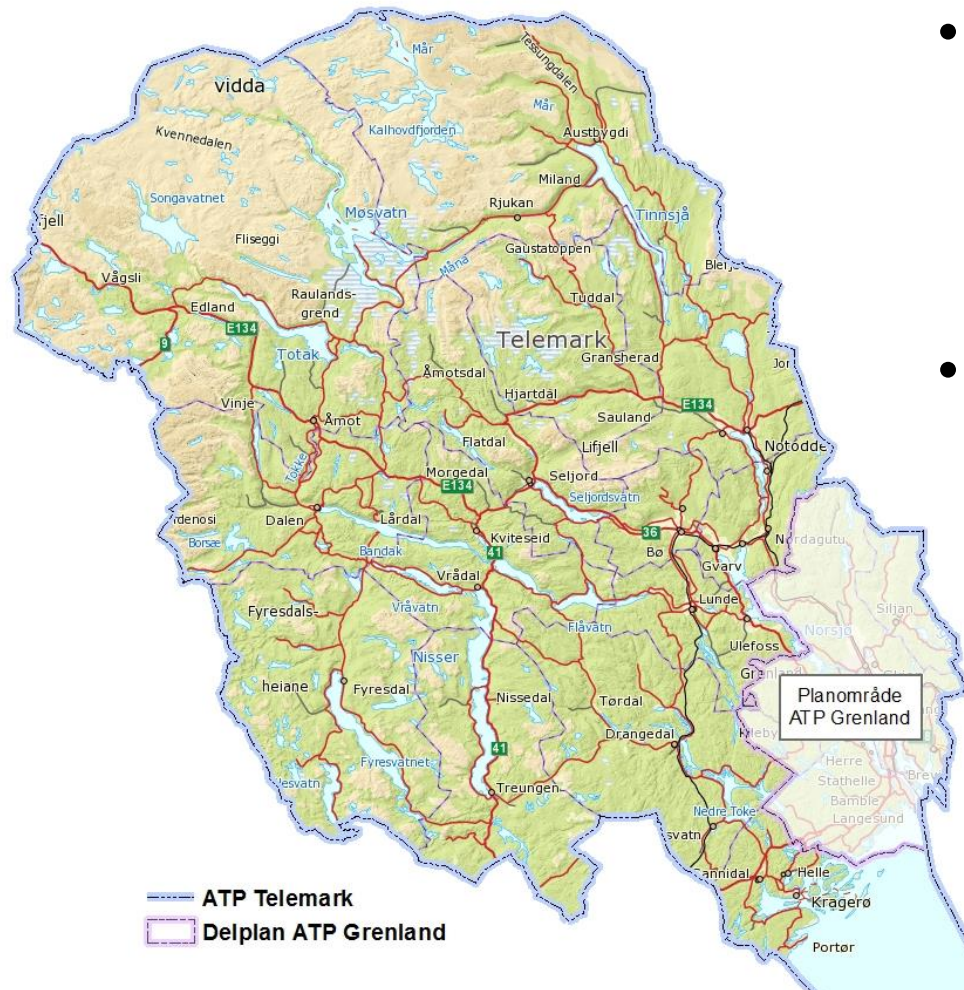 Tessungdalen
Mår
vidda
Kvennedalen
Kalhovdfjorden
Mår
Austbygdi
Miland
Songavatnet
Rjukan
Møsvatn
Tinnsjå
fjell
Fliseggi
Gaustatoppen
Måna
Vågsli
Raulands-
grend
Tuddal
Edland
E134
Telemark
9
Totak
Gransherad
Jor
Åmotsdal
Hjartdal
E134
Vinje
Åmot
Sauland
Flatdal
Lifjell
Notodde
Tokke
Morgedal
E134
Seljord
Seljordsvatn
Dalen
Lårdal
denosi
Kviteseid
36
Nordagutu
Borsæ
Bandak
41
Bø
Gvarv
Vrådal
Lunde
Fyresdals-
Vråvatn
Flåvatn
Siljan
Norsjø
Nisser
Ulefoss
heiane
Fyresdal
Nissedal
Tørdal
Planområde
ATP Grenland
Drangedal
41
Fyresvatnet
Herre
Stathelle
Brev
Treungen
Bamble
Nedre Toke
Langesund
svatn
Helle
ATP Telemark
Kragerø
Delplan ATP Grenland
Portør